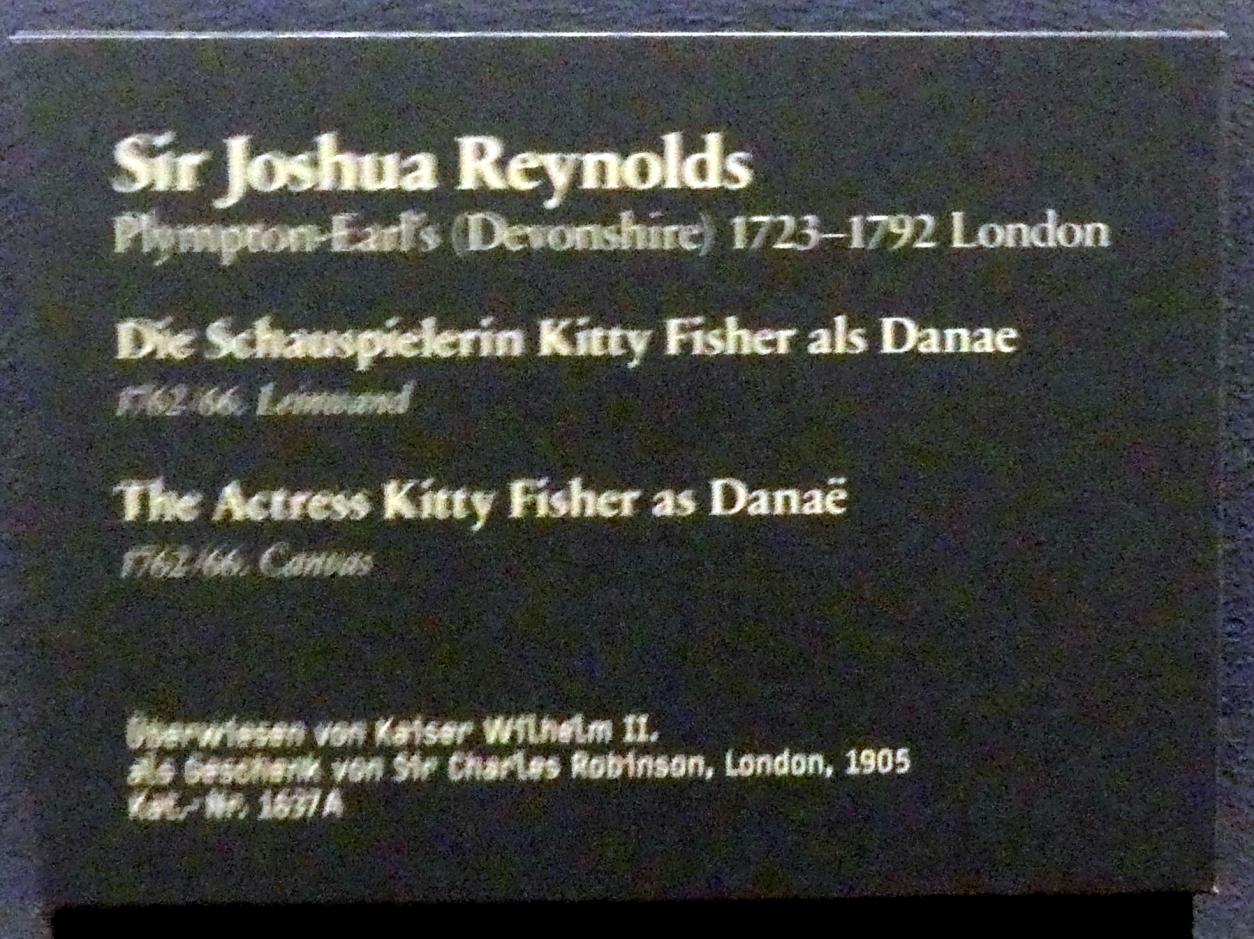 Sir Joshua Reynolds
Plympton-Earl's (Devonshire) 1723–1792 London
Die Schauspielerin Kitty Fisher als Danae
1762/66, Leinwand
The Actress Kitty Fisher as Danaë
1762/66, Canvas
Überwiesen von Kaiser Wilhelm II.
als Geschenk von Sir Charles Robinson, London, 1905
Kat.-Nr. 1637A